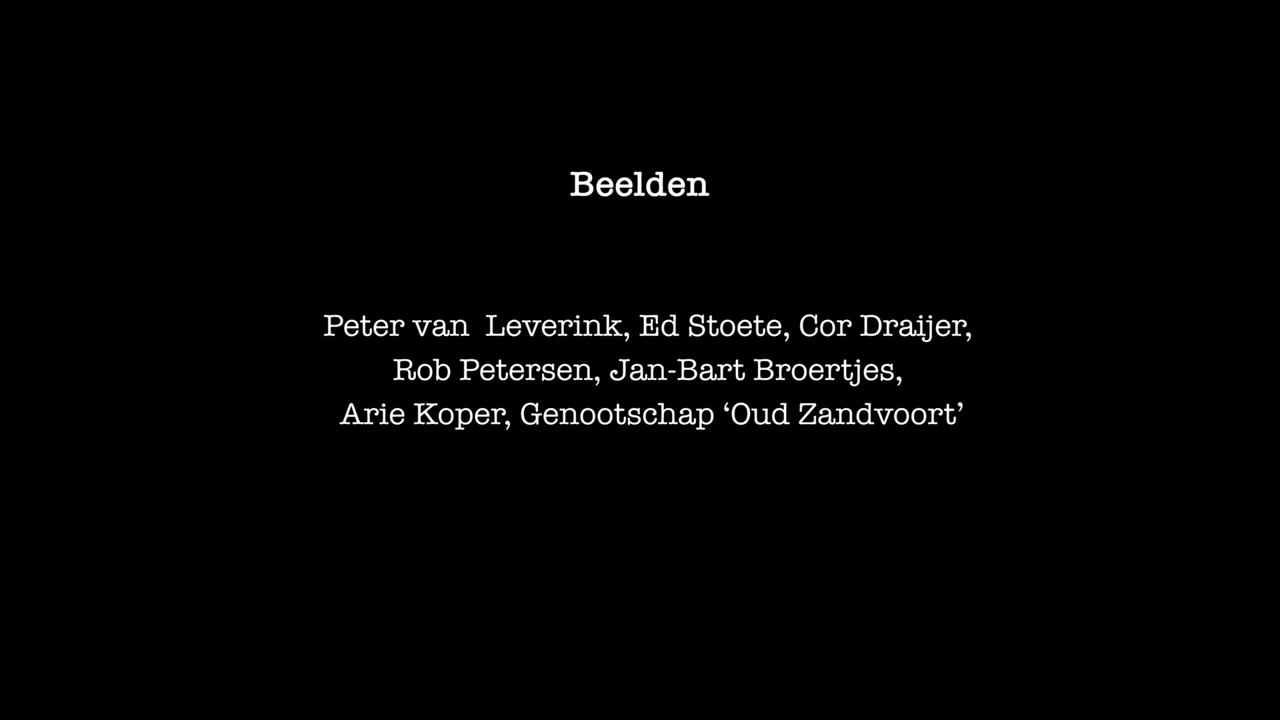 Beelden
Peter van  Leverink, Ed Stoete, Cor Draijer,
Rob Petersen, Jan-Bart Broertjes,
Arie Koper, Genootschap ‘Oud Zandvoort’